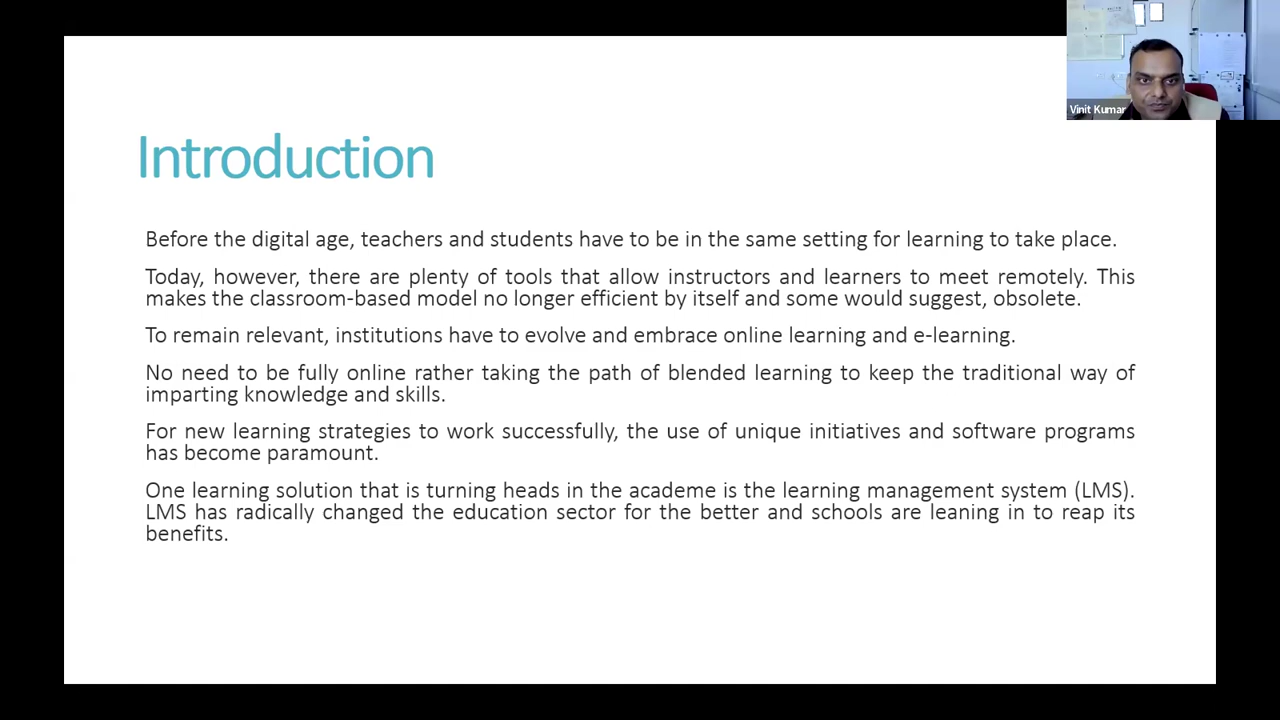 Vinit Kumar
Introduction
Before the digital age, teachers and students have to be in the same setting for learning to take place.
Today, however, there are plenty of tools that allow instructors and learners to meet remotely. This
makes the classroom-based model no longer efficient by itself and some would suggest, obsolete.
To remain relevant, institutions have to evolve and embrace online learning and e-learning.
No need to be fully online rather taking the path of blended learning to keep the traditional way of
imparting knowledge and skills.
For new learning strategies to work successfully, the use of unique initiatives and software programs
has become paramount.
One learning solution that is turning heads in the academe is the learning management system (LMS).
LMS has radically changed the education sector for the better and schools are leaning in to reap its
benefits.